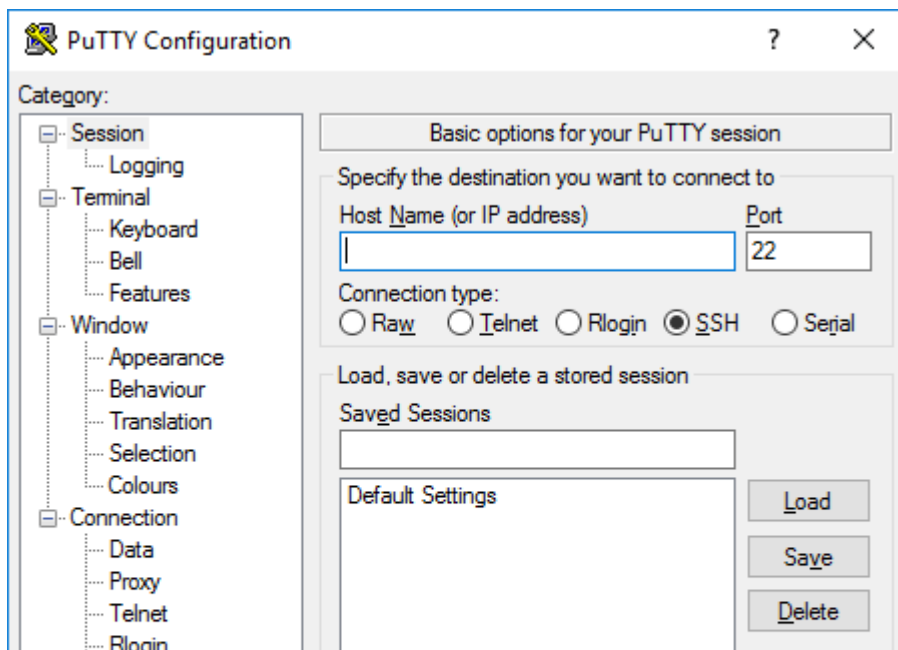 PuTTY Configuration ?
Category:
Session
Logging
Terminal
Keyboard
Bell
Features
Window
Appearance
Behaviour
Translation
Selection
Colours
Connection
Data
Proxy
Telnet
Rlogin
Basic options for your PuTTY session
Specify the destination you want to connect to
Host Name (or IP address) Port
22
Connection type:
Raw Telnet Rlogin SSH Serial
Load, save or delete a stored session
Saved Sessions
Default Settings
Load
Save
Delete